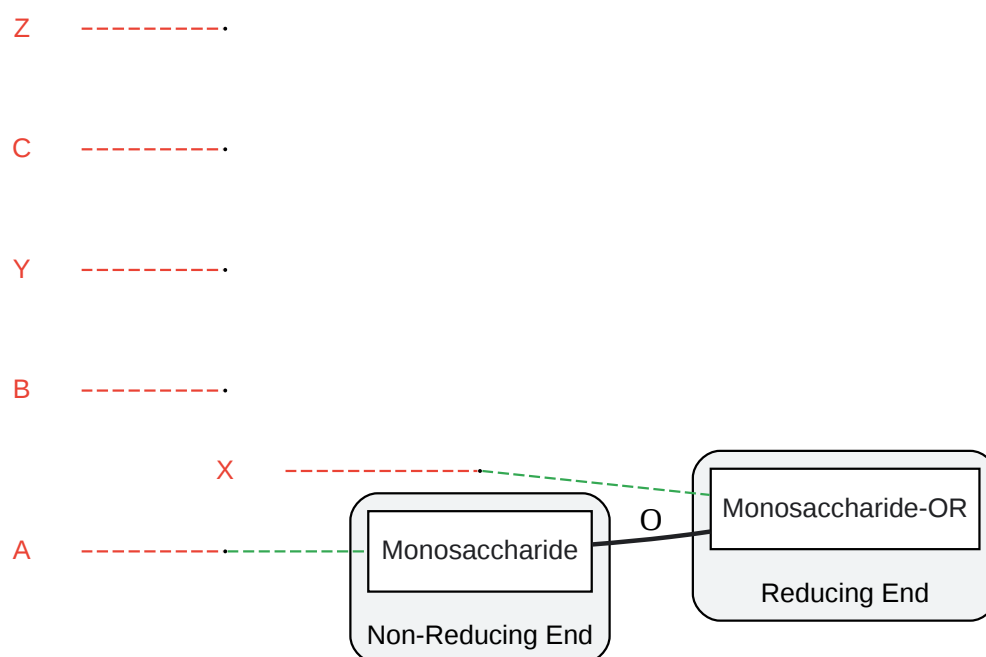 Z
C
Y
B
X
O
Monosaccharide-OR
A
Monosaccharide
Reducing End
Non-Reducing End